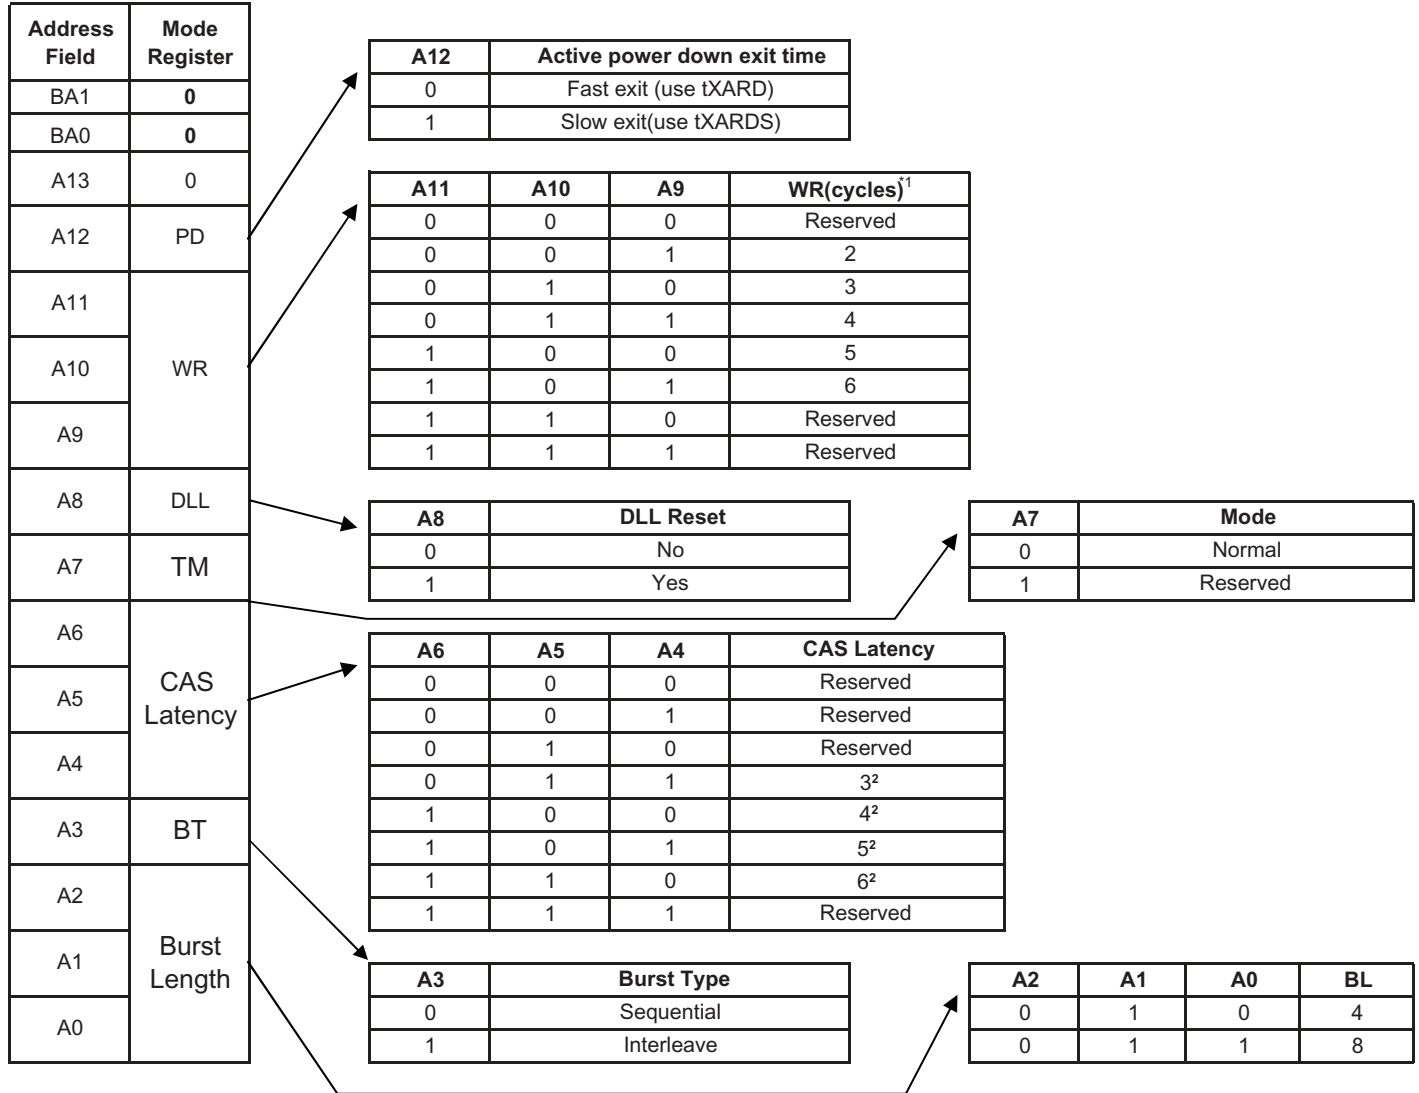 Address Field Mode Register
BA1 0
BA0 0
A13 0
A12 PD
A11
A10 WR
A9
A8 DLL
A7 TM
A6
A5 CAS Latency
A4
A3 BT
A2
A1 Burst Length
A0
A12 Active power down exit time
0 Fast exit (use tXARD)
1 Slow exit(use tXARDS)
A11 A10 A9 WR(cycles)*1
0 0 0 Reserved
0 0 1 2
0 1 0 3
0 1 1 4
1 0 0 5
1 0 1 6
1 1 0 Reserved
1 1 1 Reserved
A8 DLL Reset
0 No
1 Yes
A7 Mode
0 Normal
1 Reserved
A6 A5 A4 CAS Latency
0 0 0 Reserved
0 0 1 Reserved
0 1 0 Reserved
0 1 1 3²
1 0 0 4²
1 0 1 5²
1 1 0 6²
1 1 1 Reserved
A3 Burst Type
0 Sequential
1 Interleave
A2 A1 A0 BL
0 1 0 4
0 1 1 8